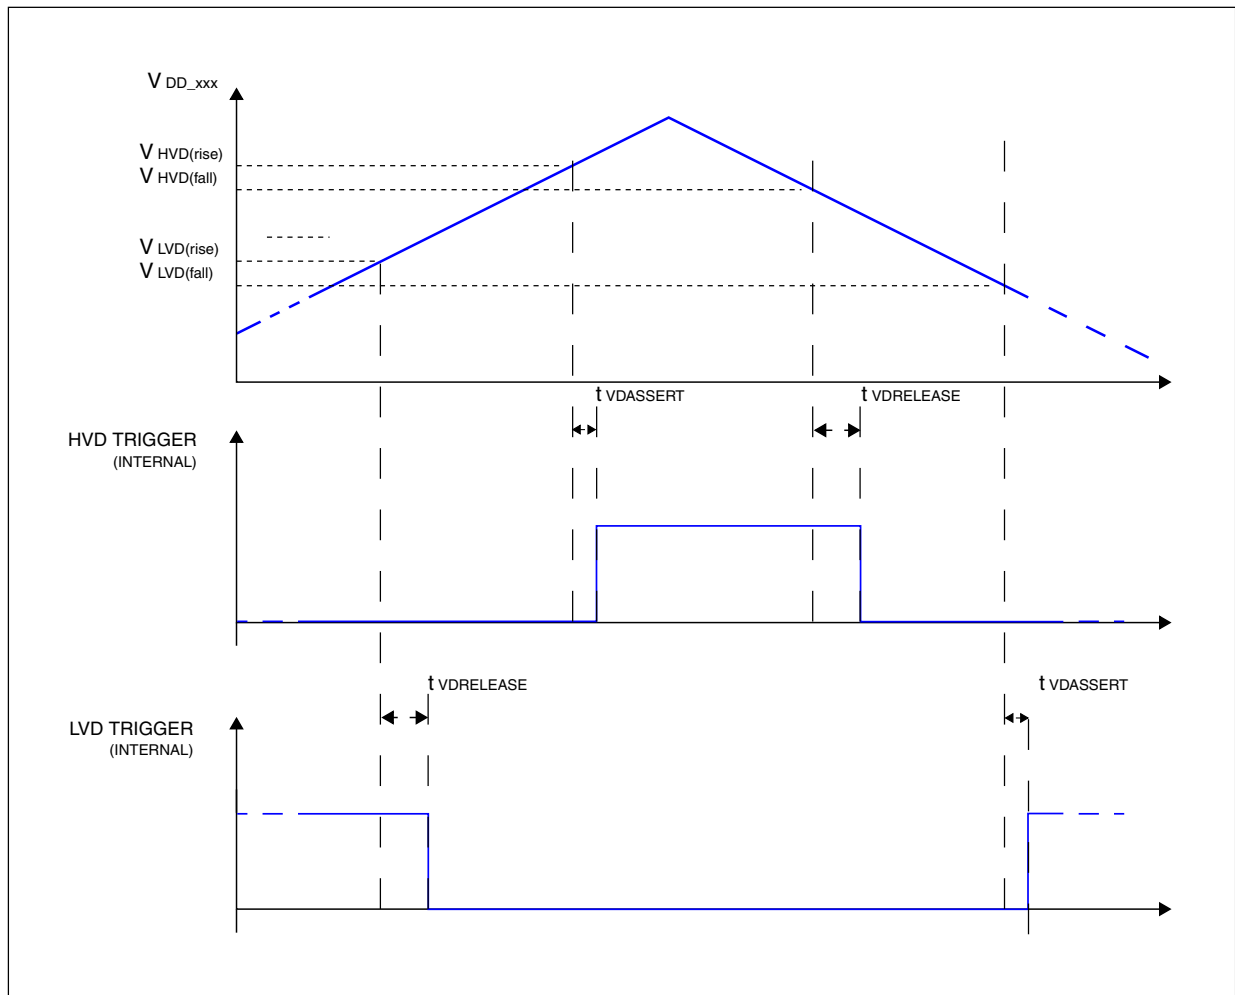 V DD_xxx
V HVD(rise)
V HVD(fall)
V LVD(rise)
V LVD(fall)
t VDASSERT
t VDRELEASE
HVD TRIGGER
(INTERNAL)
t VDRELEASE
t VDASSERT
LVD TRIGGER
(INTERNAL)